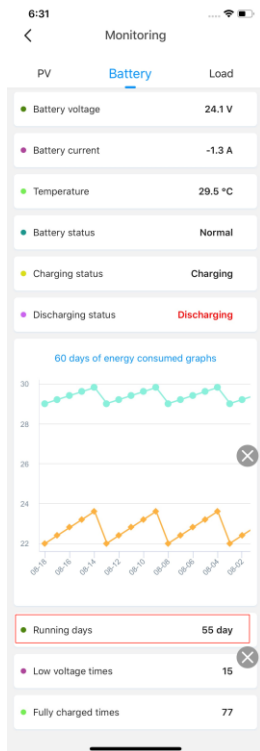 6:31
Monitoring
PV Battery Load
Battery voltage 24.1 V
Battery current -1.3 A
Temperature 29.5 °C
Battery status Normal
Charging status Charging
Discharging status Discharging
60 days of energy consumed graphs
30
28
26
24
22
08-18 08-16 08-14 08-12 08-10 08-08 08-06 08-04 08-02
Running days 55 day
Low voltage times 15
Fully charged times 77